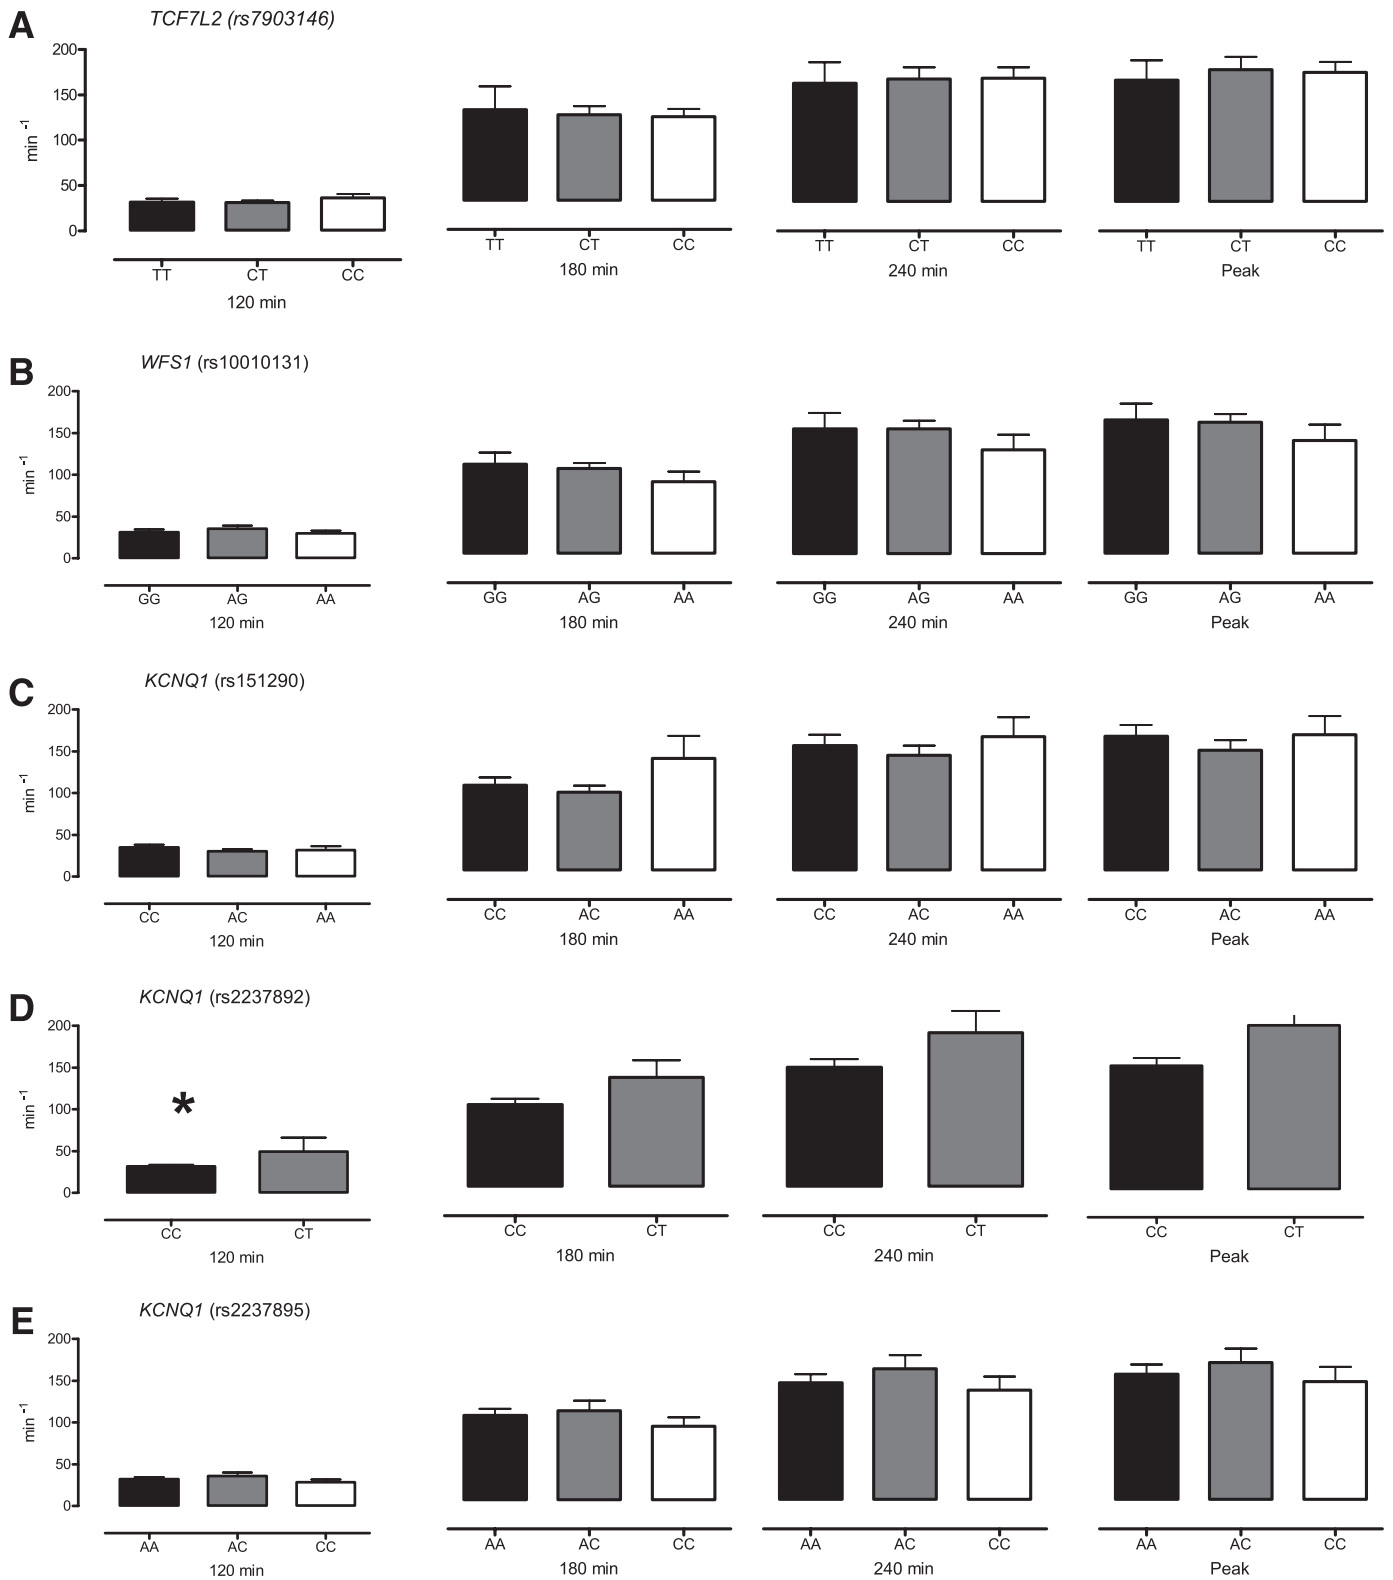 A
TCF7L2 (rs7903146)
200
150
100
50
0
min -1
TT CT CC
120 min
TT CT CC
180 min
TT CT CC
240 min
TT CT CC
Peak
B
WFS1 (rs10010131)
200
150
100
50
0
min -1
GG AG AA
120 min
GG AG AA
180 min
GG AG AA
240 min
GG AG AA
Peak
C
KCNQ1 (rs151290)
200
150
100
50
0
min -1
CC AC AA
120 min
CC AC AA
180 min
CC AC AA
240 min
CC AC AA
Peak
D
KCNQ1 (rs2237892)
200
150
100
50
0
min -1
*
CC CT
120 min
CC CT
180 min
CC CT
240 min
CC CT
Peak
E
KCNQ1 (rs2237895)
200
150
100
50
0
min -1
AA AC CC
120 min
AA AC CC
180 min
AA AC CC
240 min
AA AC CC
Peak